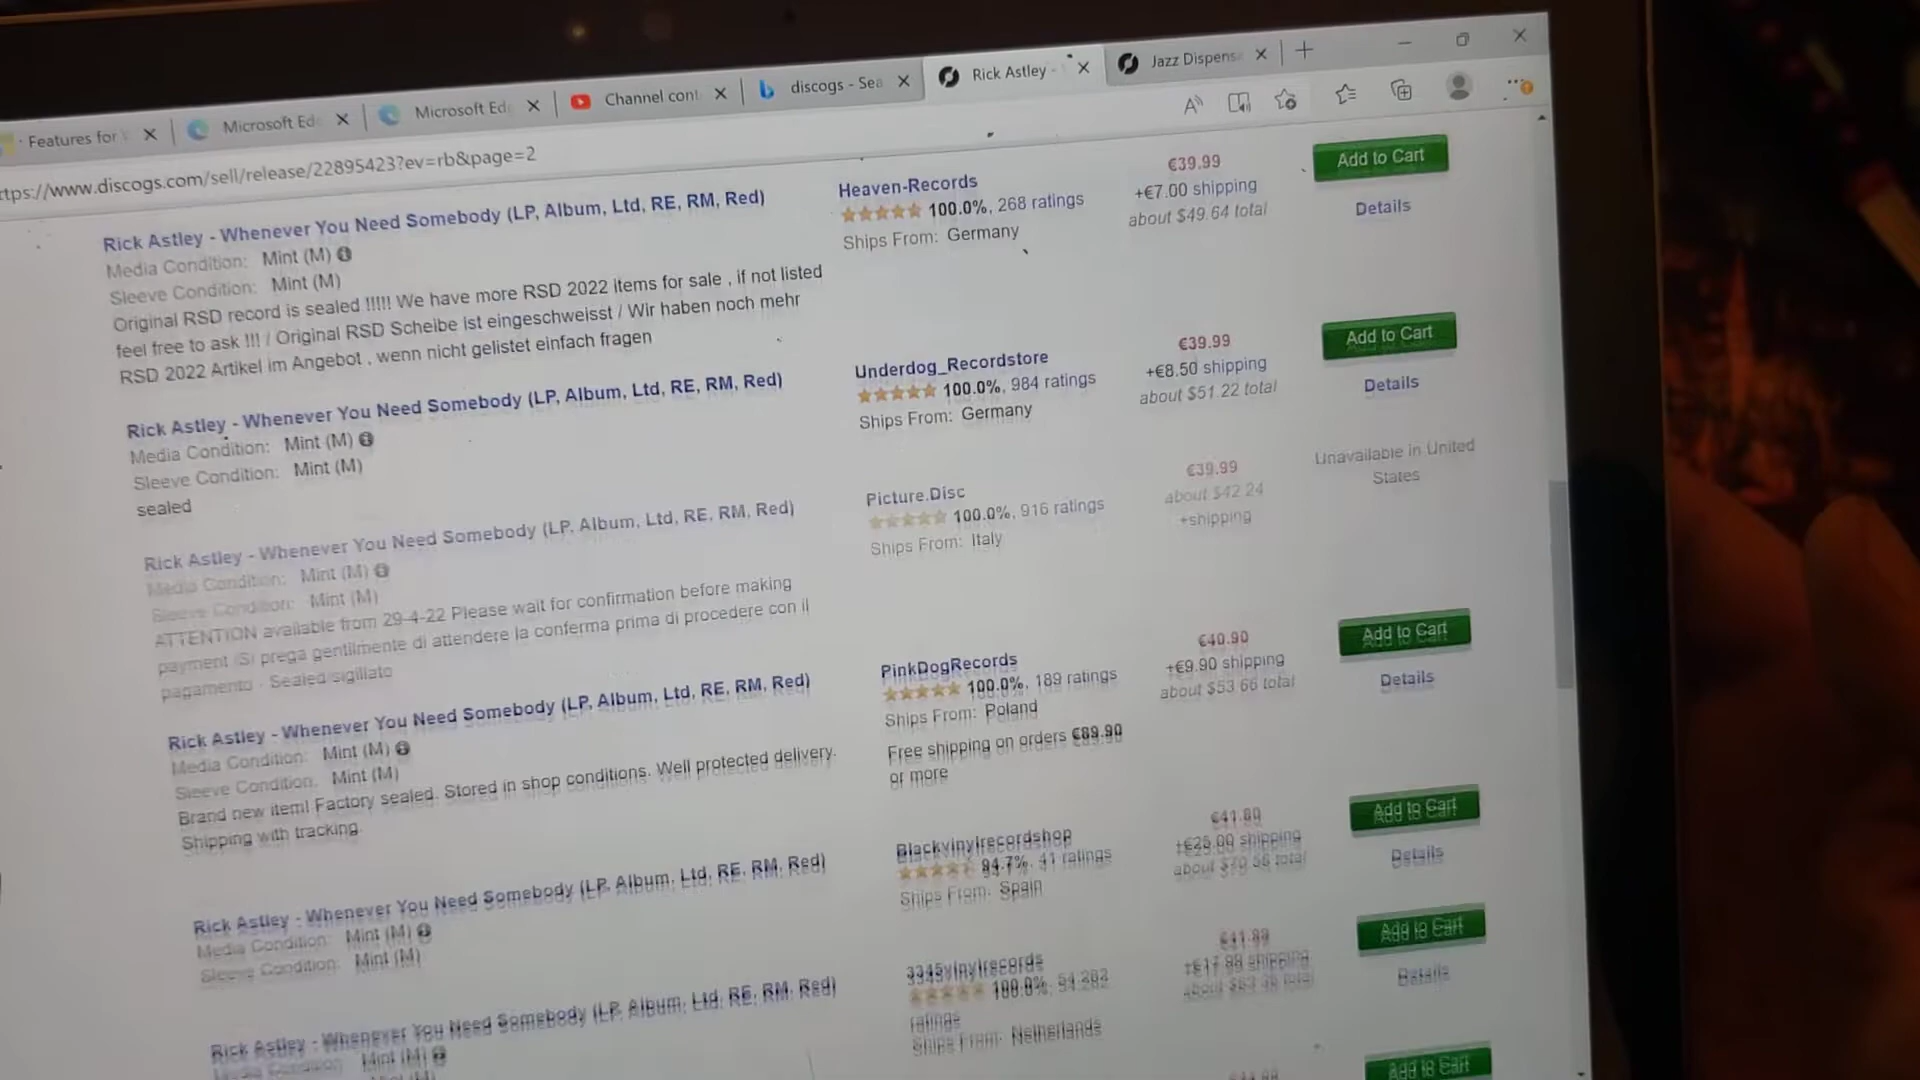 Features for
Microsoft Ed
Microsoft Ed
Channel cont
discogs - Sea
Rick Astley -
Jazz Dispens
ttps://www.discogs.com/sell/release/22895423?ev=rb&page=2
Rick Astley - Whenever You Need Somebody (LP, Album, Ltd, RE, RM, Red)
Media Condition: Mint (M)
Sleeve Condition: Mint (M)
Original RSD record is sealed !!!!! We have more RSD 2022 items for sale , if not listed
feel free to ask !!! / Original RSD Scheibe ist eingeschweisst / Wir haben noch mehr
RSD 2022 Artikel im Angebot , wenn nicht gelistet einfach fragen
Heaven-Records
100.0%, 268 ratings
Ships From: Germany
€39.99
+€7.00 shipping
about $49.64 total
Add to Cart
Details
Rick Astley - Whenever You Need Somebody (LP, Album, Ltd, RE, RM, Red)
Media Condition: Mint (M)
Sleeve Condition: Mint (M)
sealed
Underdog_Recordstore
100.0%, 984 ratings
Ships From: Germany
€39.99
+€8.50 shipping
about $51.22 total
Add to Cart
Details
Rick Astley - Whenever You Need Somebody (LP, Album, Ltd, RE, RM, Red)
Media Condition: Mint (M)
Sleeve Condition: Mint (M)
ATTENTION available from 29-4-22 Please wait for confirmation before making
payment /Si prega gentilmente di attendere la conferma prima di procedere con il
pagamento - Sealed sigillato
Picture.Disc
100.0%, 916 ratings
Ships From: Italy
€39.99
about $42.24
+shipping
Unavailable in United
States
Rick Astley - Whenever You Need Somebody (LP, Album, Ltd, RE, RM, Red)
Media Condition: Mint (M)
Sleeve Condition: Mint (M)
Brand new item! Factory sealed. Stored in shop conditions. Well protected delivery.
Shipping with tracking.
PinkDogRecords
100.0%, 189 ratings
Ships From: Poland
Free shipping on orders €89.90
or more
€40.90
+€9.90 shipping
about $53.66 total
Add to Cart
Details
Rick Astley - Whenever You Need Somebody (LP, Album, Ltd, RE, RM, Red)
Media Condition: Mint (M)
Sleeve Condition: Mint (M)
Blackvinylrecordshop
94.7%, 41 ratings
Ships From: Spain
+€25.00 shipping
about total
Add to Cart
Details
Rick Astley - Whenever You Need Somebody (LP, Album, Ltd, RE, RM, Red)
Media Condition: Mint (M)
3345vinylrecords
100.0%,
ratings
Ships From: Netherlands
shipping
about total
Add to Cart
Details
Add to Cart